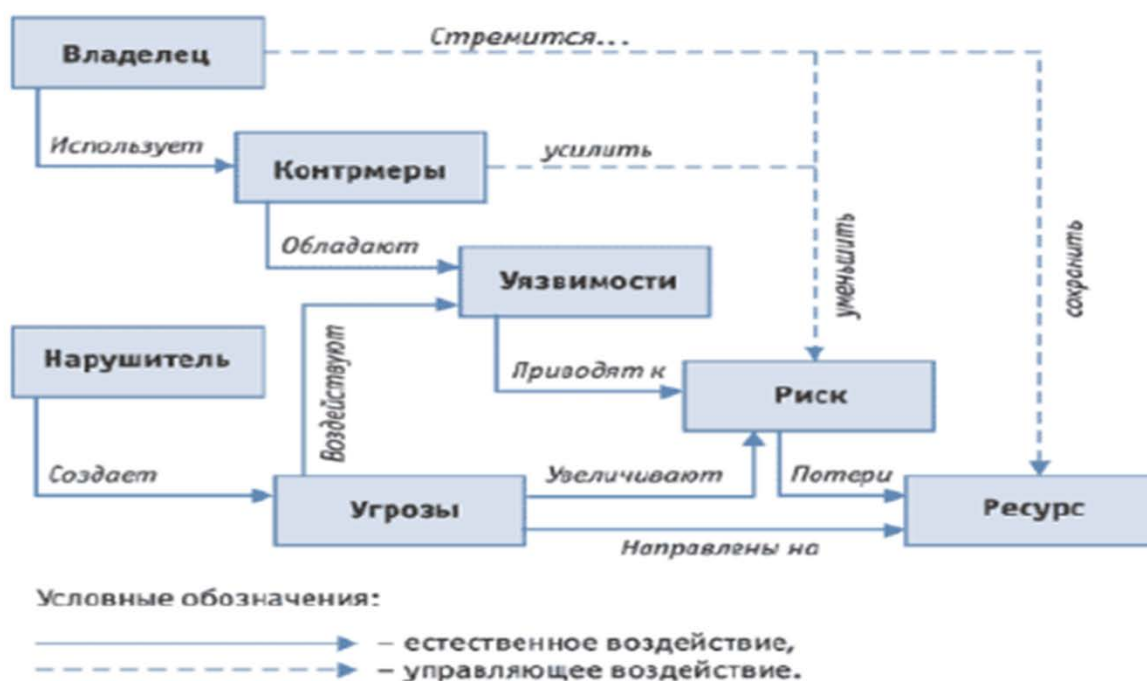 Владелец
Стремится...
Использует
Контрмеры
усилить
Обладают
Уязвимости
уменьшить
сохранить
Нарушитель
Воздействуют
Приводят к
Риск
Создает
Угрозы
Увеличивают
Потери
Ресурс
Направлены на
Условные обозначения:
– естественное воздействие,
– управляющее воздействие.